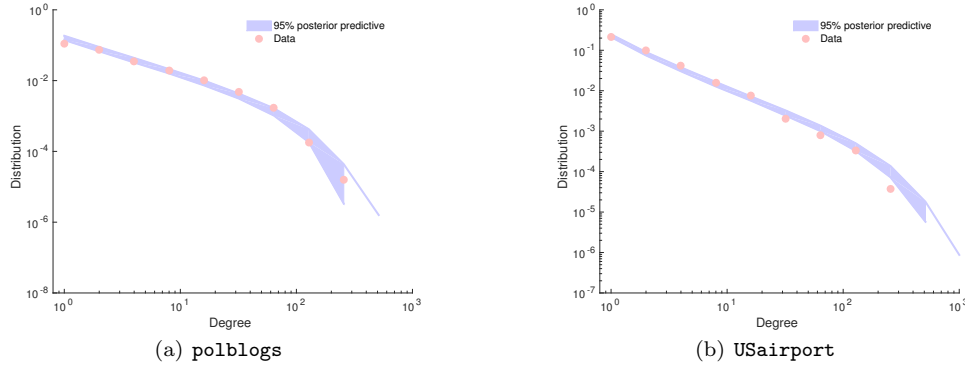 95% posterior predictive
Data
10^0
10^-2
10^-4
10^-6
10^-8
Distribution
10^0 10^1 10^2 10^3
Degree
(a) polblogs
95% posterior predictive
Data
10^0
10^-1
10^-2
10^-3
10^-4
10^-5
10^-6
10^-7
Distribution
10^0 10^1 10^2 10^3
Degree
(b) USairport